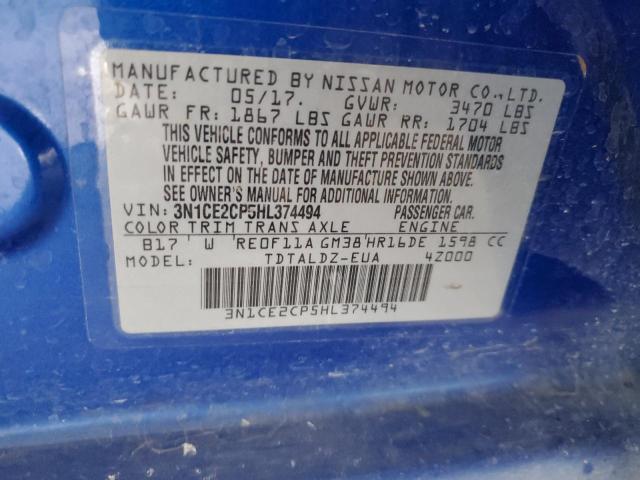 MANUFACTURED BY NISSAN MOTOR CO., LTD.
DATE: 05/17. GVWR: 3470 LBS
GAWR FR: 1867 LBS GAWR RR: 1704 LBS
THIS VEHICLE CONFORMS TO ALL APPLICABLE FEDERAL MOTOR
VEHICLE SAFETY, BUMPER AND THEFT PREVENTION STANDARDS
IN EFFECT ON THE DATE OF MANUFACTURE SHOWN ABOVE.
SEE OWNER'S MANUAL FOR ADDITIONAL INFORMATION.
VIN: 3N1CE2CP5HL374494 PASSENGER CAR.
COLOR TRIM TRANS AXLE ENGINE
B17 W RE0F11A GM38 HR16DE 1598 CC
MODEL: TDTALDZ-EUA 4Z000
3N1CE2CP5HL374494